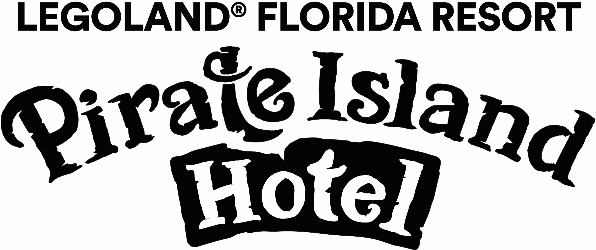 LEGOLAND® FLORIDA RESORT
Pirate Island
Hotel